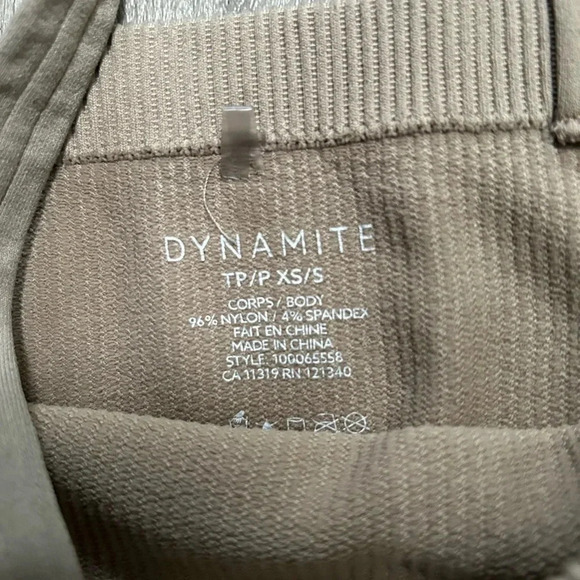 DYNAMITE
TP/P XS/S
CORPS / BODY
96% NYLON / 4% SPANDEX
FAIT EN CHINE
MADE IN CHINA
STYLE: 100065558
CA 11319 RN 121340